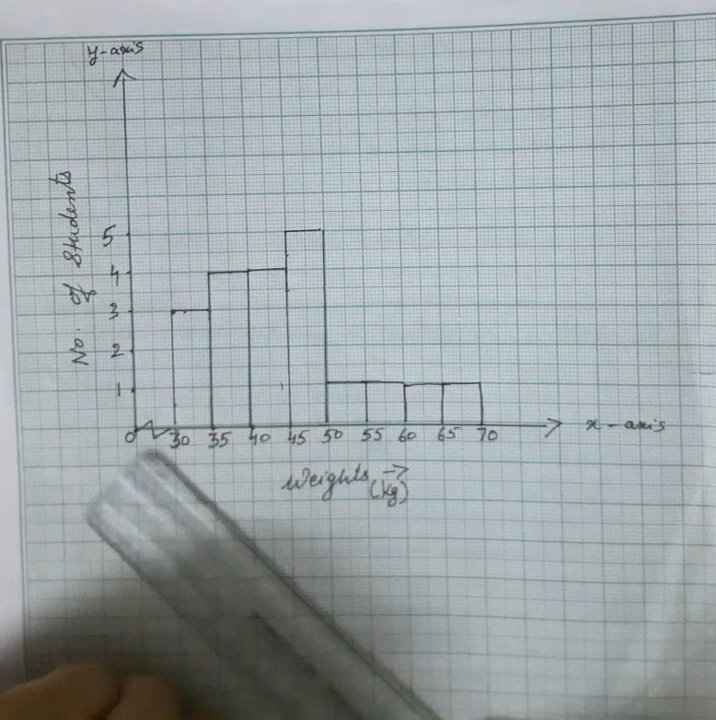 y-axis
No. of Students
5
4
3
2
1
0 30 35 40 45 50 55 60 65 70
x-axis
Weights →
(kg)